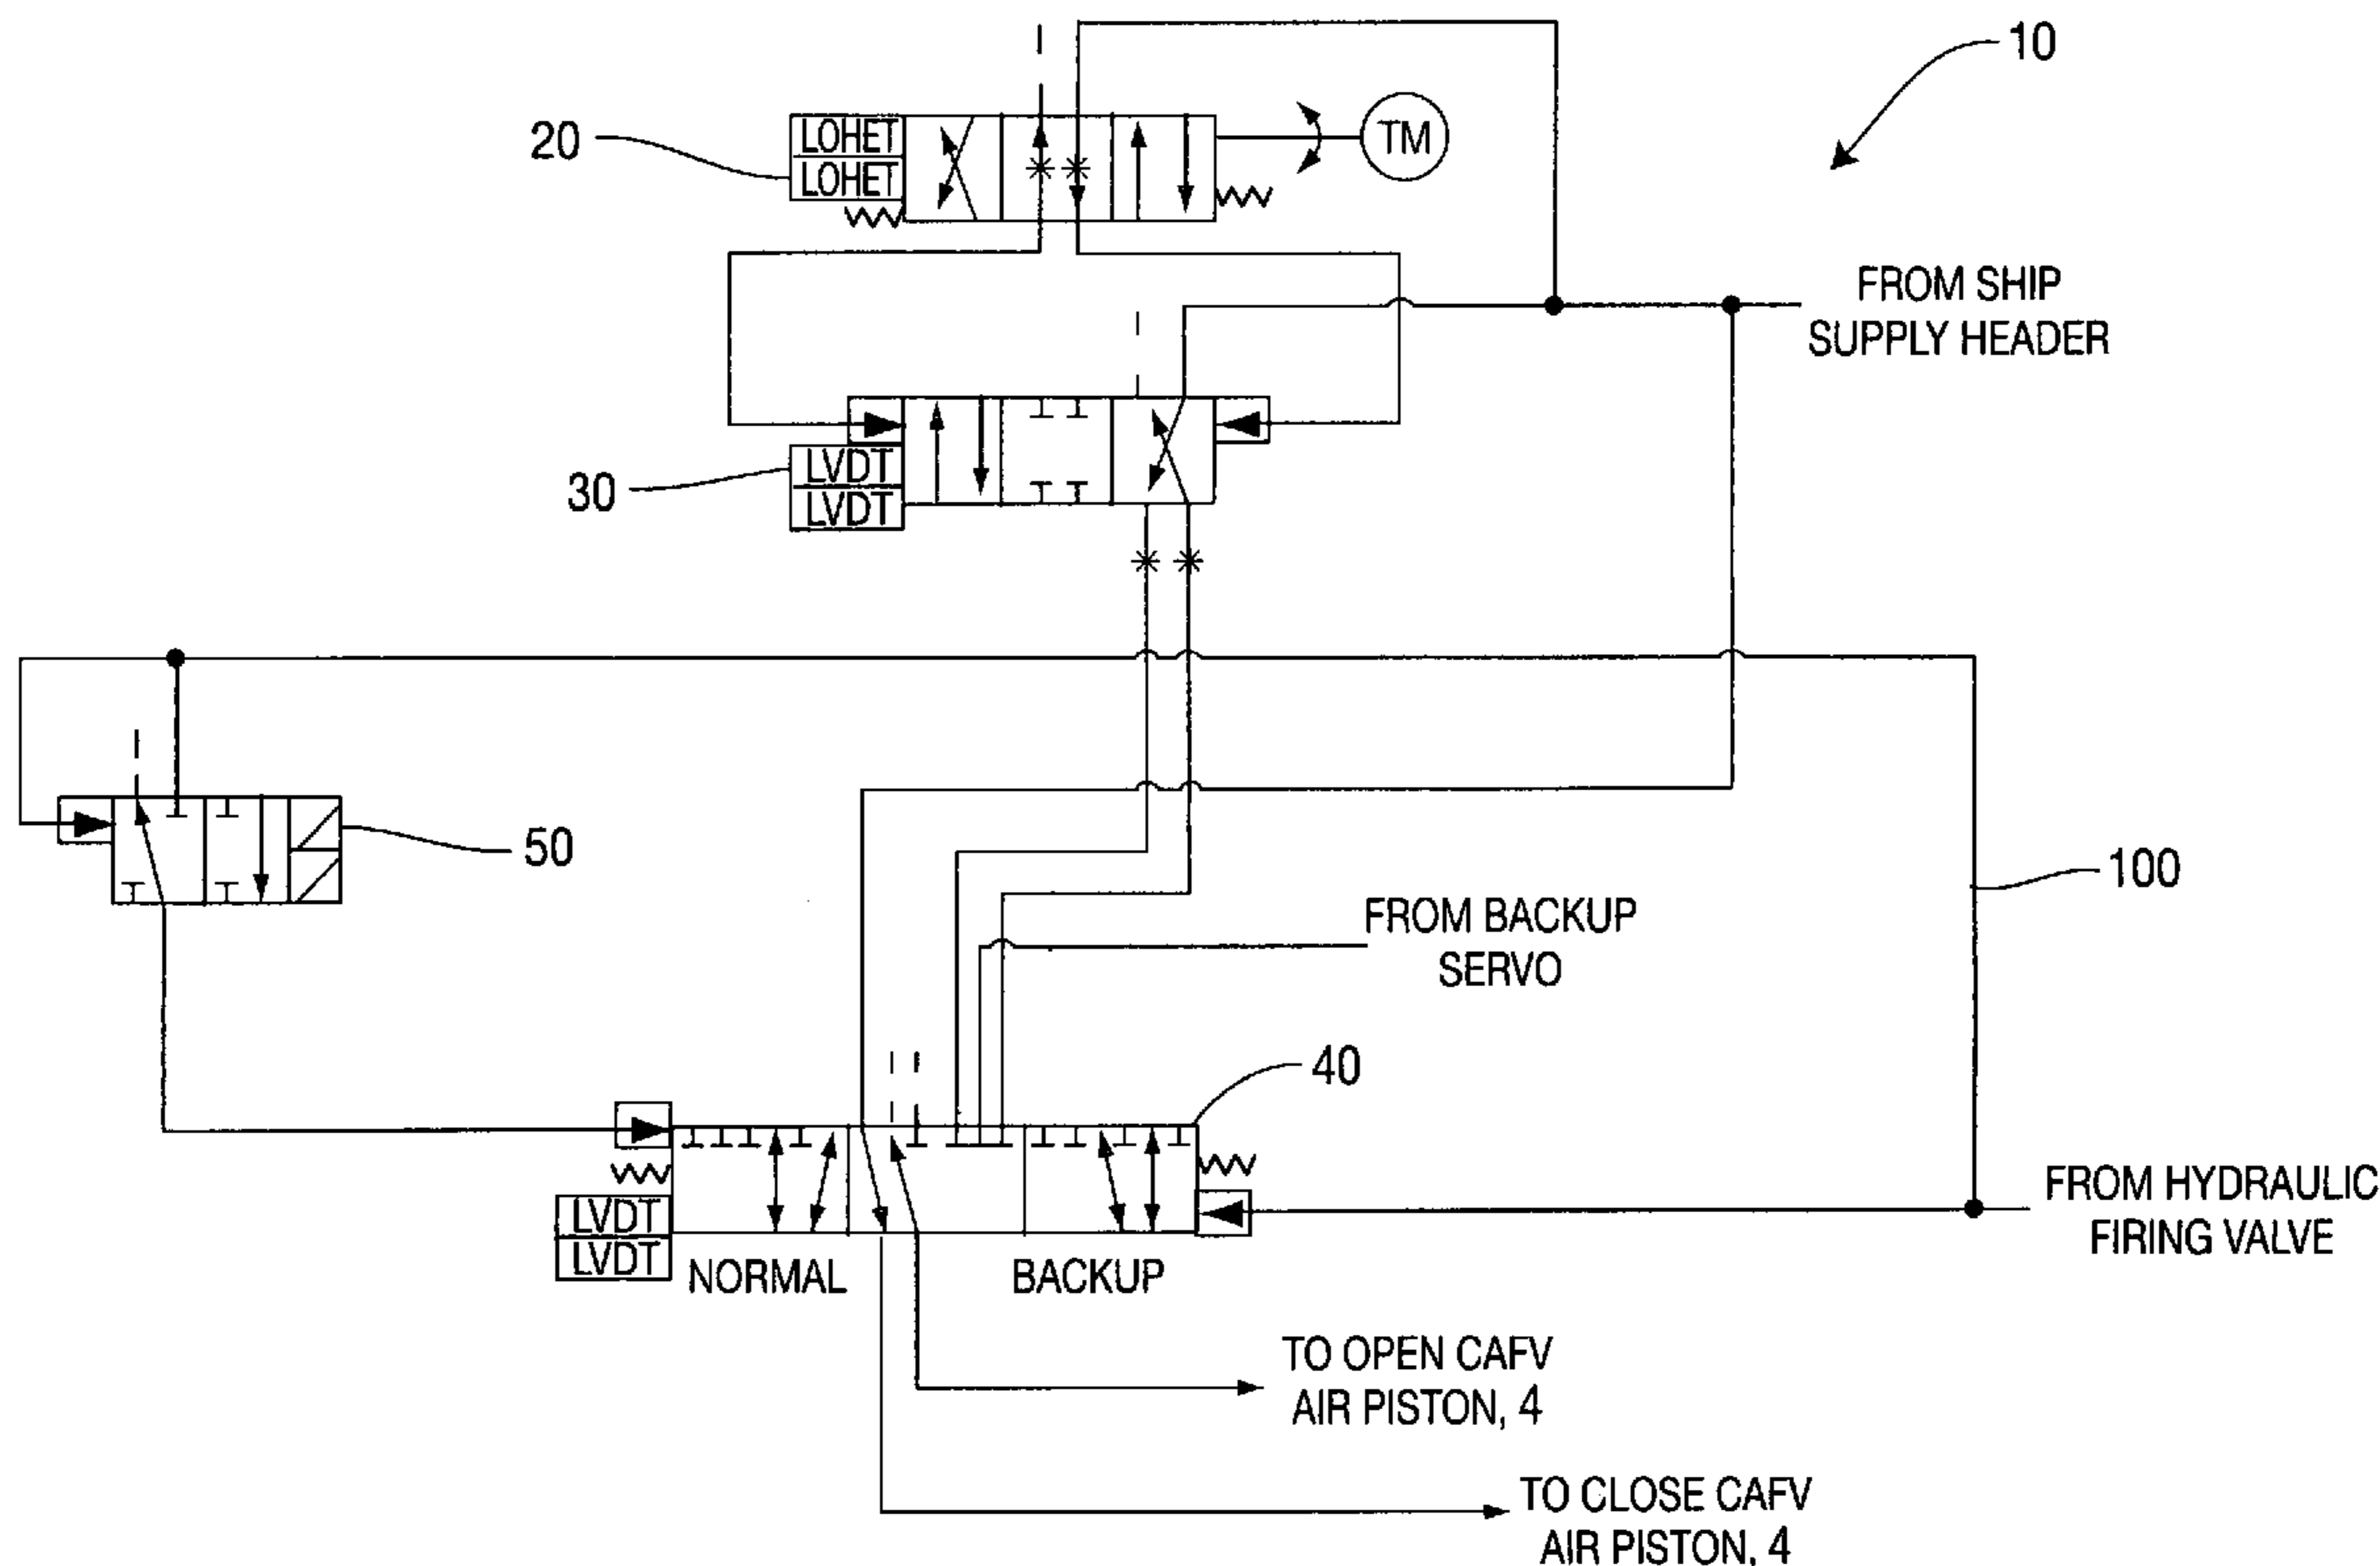 10
20
LOHET
LOHET
TM
FROM SHIP
SUPPLY HEADER
30
LVDT
LVDT
50
100
FROM BACKUP
SERVO
40
LVDT
LVDT
NORMAL
BACKUP
FROM HYDRAULIC
FIRING VALVE
TO OPEN CAFV
AIR PISTON, 4
TO CLOSE CAFV
AIR PISTON, 4